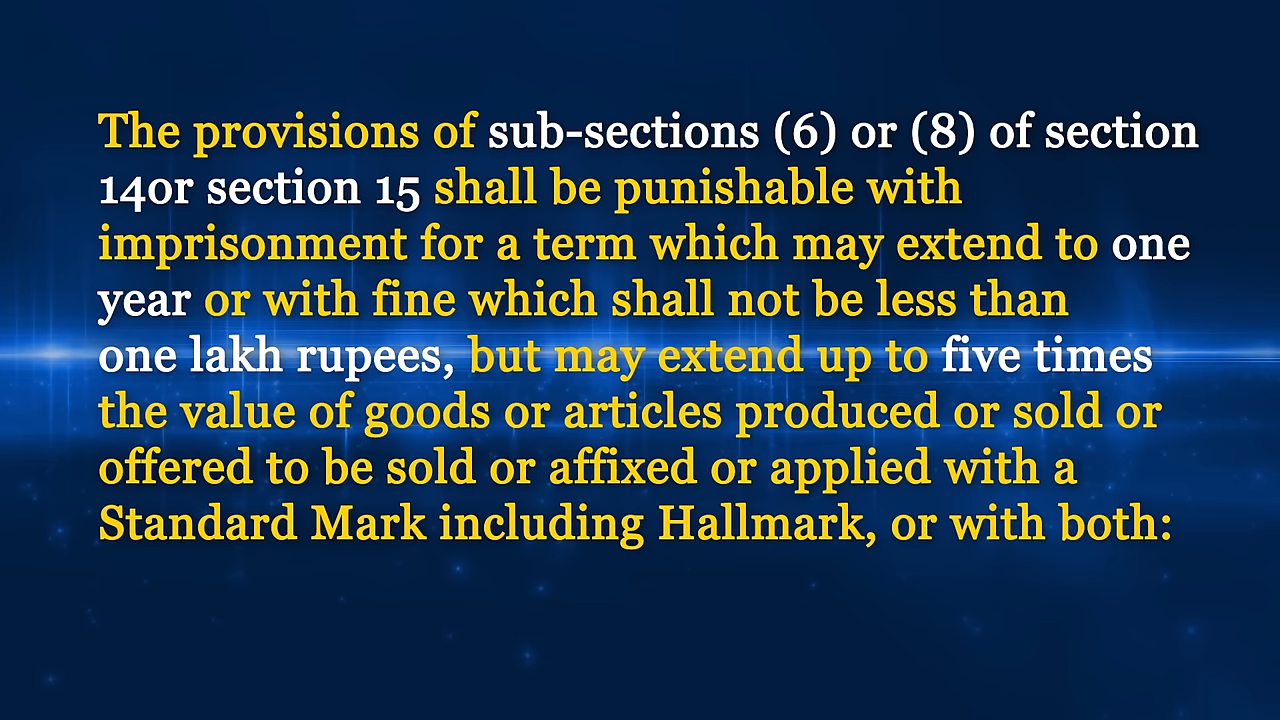 The provisions of sub-sections (6) or (8) of section
14or section 15 shall be punishable with
imprisonment for a term which may extend to one
year or with fine which shall not be less than
one lakh rupees, but may extend up to five times
the value of goods or articles produced or sold or
offered to be sold or affixed or applied with a
Standard Mark including Hallmark, or with both: